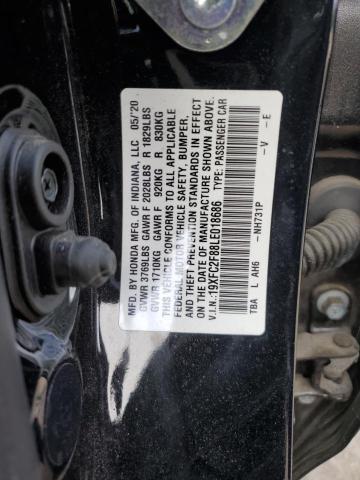 MFD. BY HONDA MFG. OF INDIANA, LLC 05/'20
GVWR 3769LBS GAWR F 2028LBS R 1829LBS
GVWR 1710KG GAWR F 920KG R 830KG
THIS VEHICLE CONFORMS TO ALL APPLICABLE
FEDERAL MOTOR VEHICLE SAFETY, BUMPER,
AND THEFT PREVENTION STANDARDS IN EFFECT
ON THE DATE OF MANUFACTURE SHOWN ABOVE.
V.I.N.:19XFC2F88LE018686 TYPE: PASSENGER CAR
TBA L AH6 -NH731P -V -E